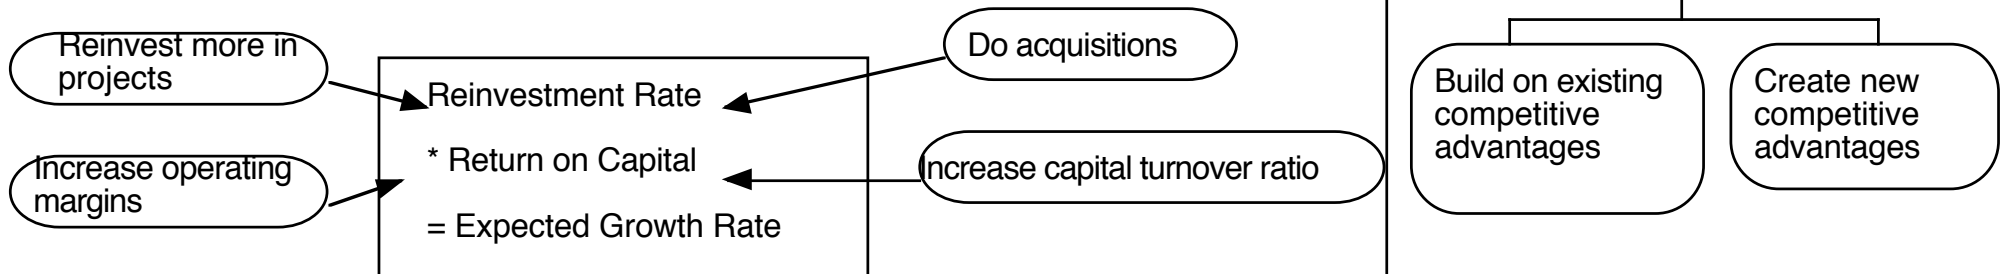 Reinvest more in
projects
Do acquisitions
Reinvestment Rate
* Return on Capital
= Expected Growth Rate
Increase operating
margins
Increase capital turnover ratio
Build on existing
competitive
advantages
Create new
competitive
advantages